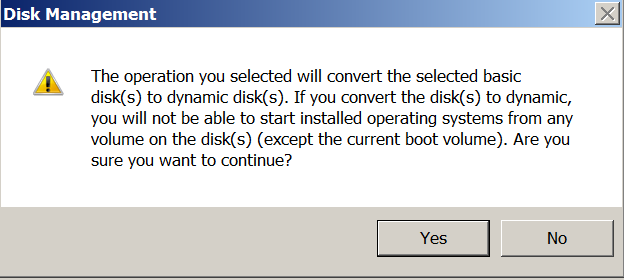 Disk Management
The operation you selected will convert the selected basic
disk(s) to dynamic disk(s). If you convert the disk(s) to dynamic,
you will not be able to start installed operating systems from any
volume on the disk(s) (except the current boot volume). Are you
sure you want to continue?
Yes No